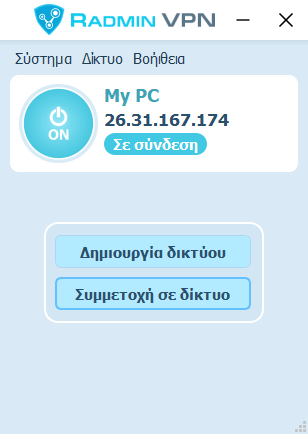 RADMIN VPN
Σύστημα Δίκτυο Βοήθεια
My PC
26.31.167.174
ON
Σε σύνδεση
Δημιουργία δικτύου
Συμμετοχή σε δίκτυο